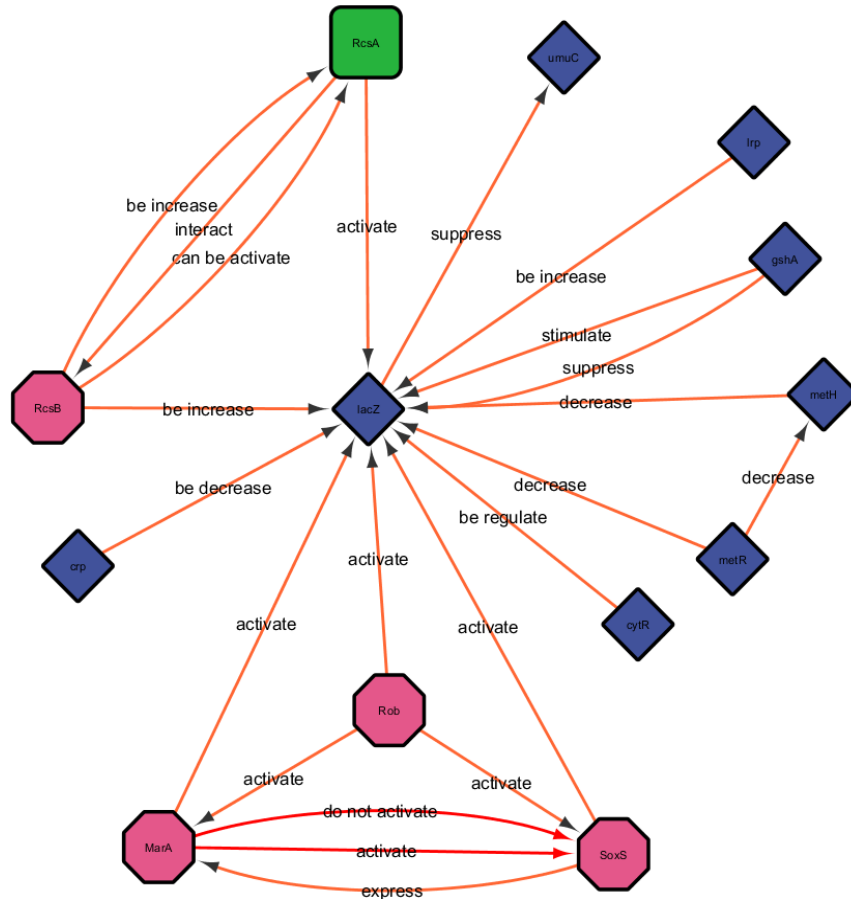 RcsA
umuC
lrp
be increase
interact
can be activate
activate
suppress
gshA
be increase
stimulate
suppress
metH
decrease
RcsB
be increase
lacZ
be decrease
decrease
decrease
be regulate
crp
activate
metR
activate
activate
cytR
Rob
activate
activate
do not activate
MarA
activate
SoxS
express